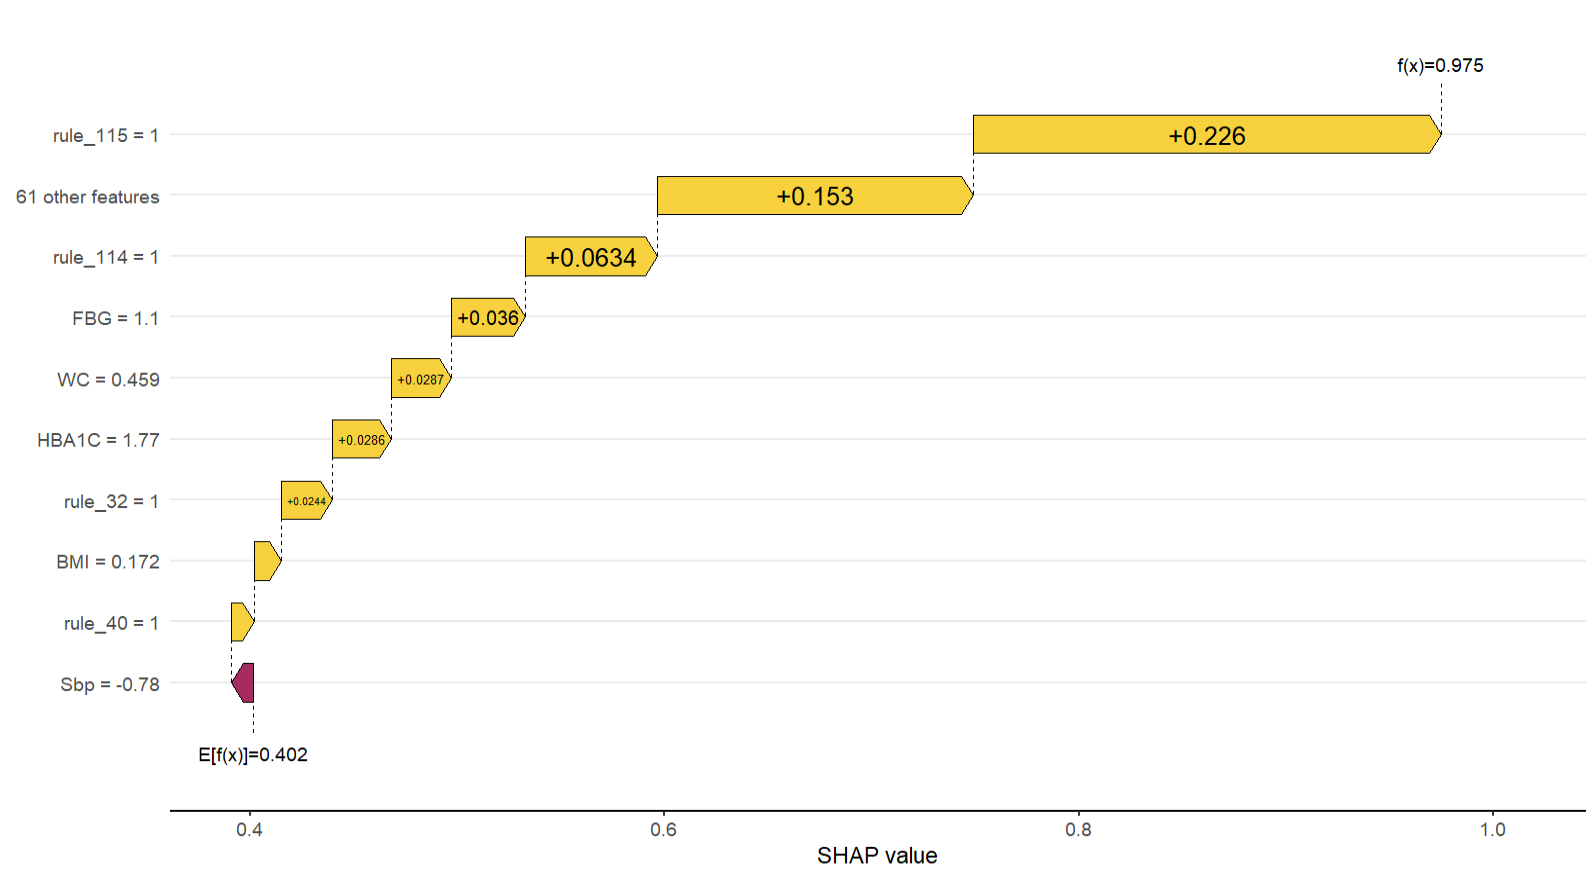 f(x)=0.975
rule_115 = 1
+0.226
61 other features
+0.153
rule_114 = 1
+0.0634
FBG = 1.1
+0.036
WC = 0.459
+0.0287
HBA1C = 1.77
+0.0286
rule_32 = 1
+0.0244
BMI = 0.172
rule_40 = 1
Sbp = -0.78
E[f(x)]=0.402
0.4 0.6 0.8 1.0
SHAP value